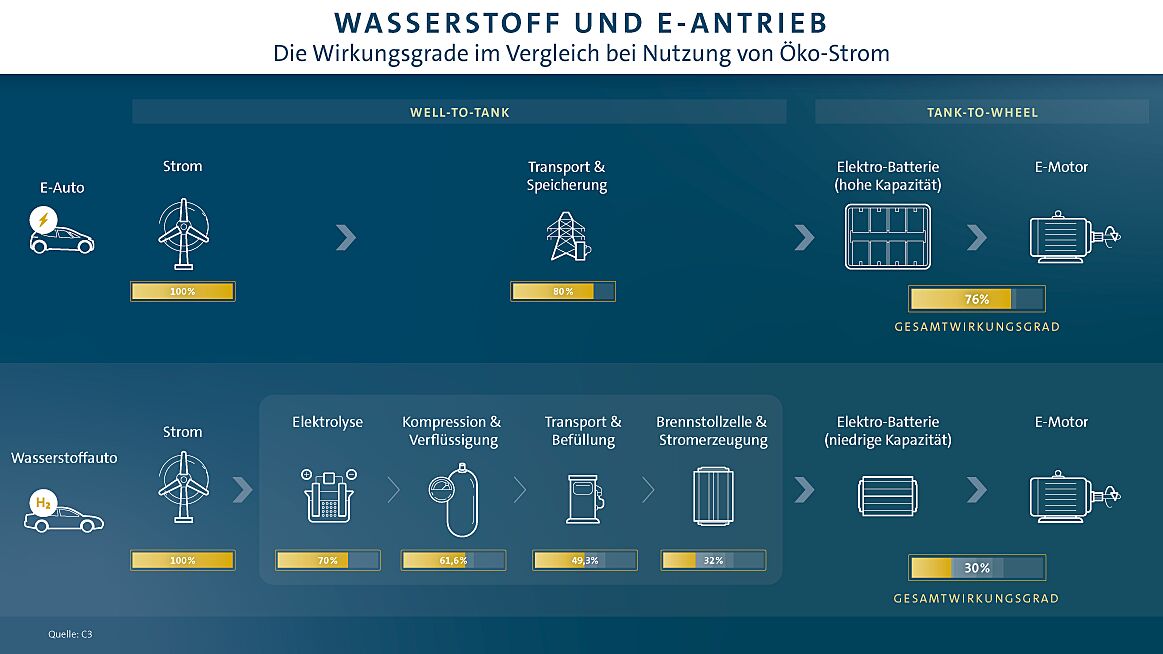 WASSERSTOFF UND E-ANTRIEB
Die Wirkungsgrade im Vergleich bei Nutzung von Öko-Strom
WELL-TO-TANK
TANK-TO-WHEEL
E-Auto
Strom
100%
Transport &
Speicherung
80%
Elektro-Batterie
(hohe Kapazität)
E-Motor
76%
GESAMTWIRKUNGSGRAD
Wasserstoffauto
H₂
Strom
100%
Elektrolyse
70%
Kompression &
Verflüssigung
61,6%
Transport &
Befüllung
49,3%
Brennstollzelle &
Stromerzeugung
32%
Elektro-Batterie
(niedrige Kapazität)
E-Motor
30%
GESAMTWIRKUNGSGRAD
Quelle: C3